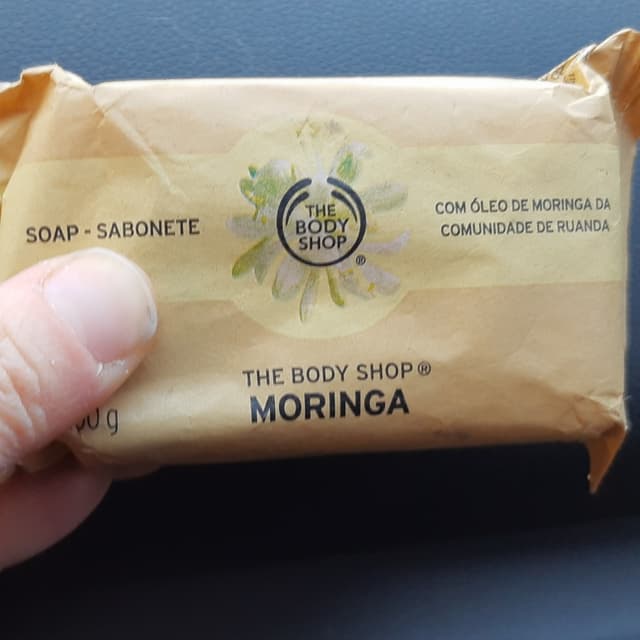 SOAP - SABONETE
THE
BODY
SHOP
®
COM ÓLEO DE MORINGA DA
COMUNIDADE DE RUANDA
THE BODY SHOP®
MORINGA
g